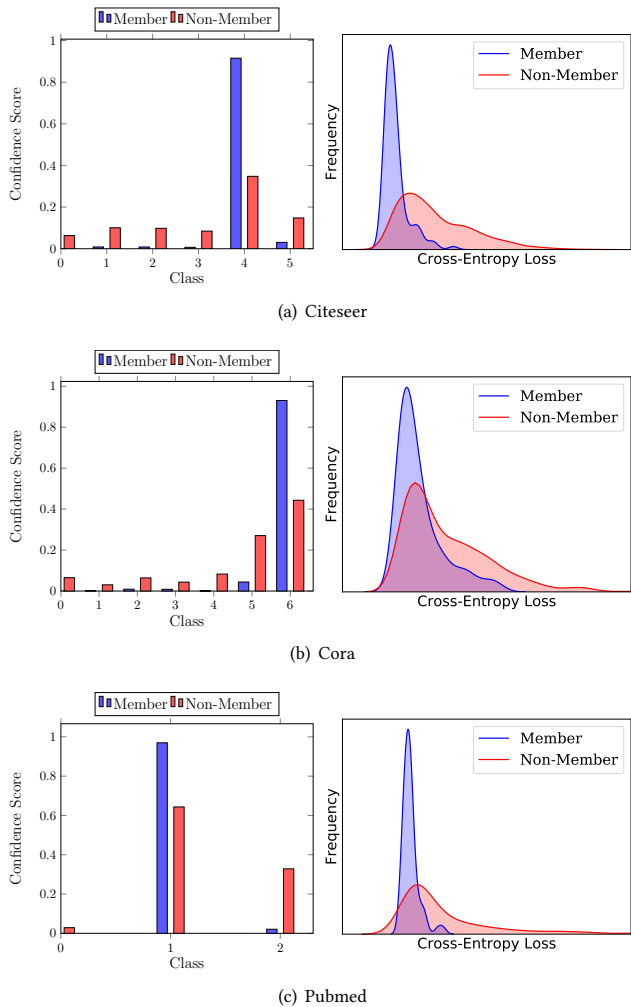 Member Non-Member
1
0.8
0.6
0.4
0.2
0
Confidence Score
0 1 2 3 4 5
Class
Member
Non-Member
Frequency
Cross-Entropy Loss
(a) Citeseer
Member Non-Member
1
0.8
0.6
0.4
0.2
0
Confidence Score
0 1 2 3 4 5 6
Class
Member
Non-Member
Frequency
Cross-Entropy Loss
(b) Cora
Member Non-Member
1
0.8
0.6
0.4
0.2
0
Confidence Score
0 1 2
Class
Member
Non-Member
Frequency
Cross-Entropy Loss
(c) Pubmed